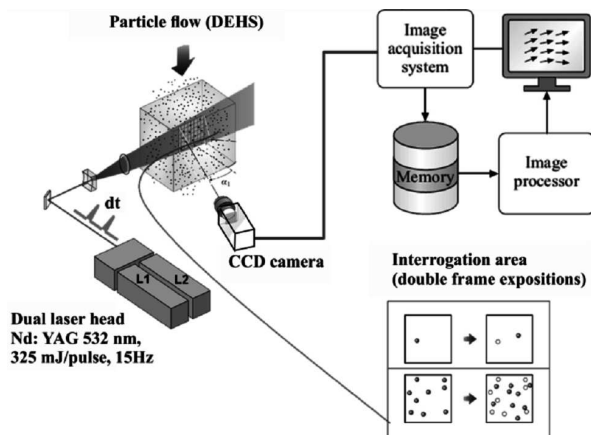 Particle flow (DEHS)
Image
acquisition
system
Memory
Image
processor
dt
α1
CCD camera
L1
L2
Dual laser head
Nd: YAG 532 nm,
325 mJ/pulse, 15Hz
Interrogation area
(double frame expositions)